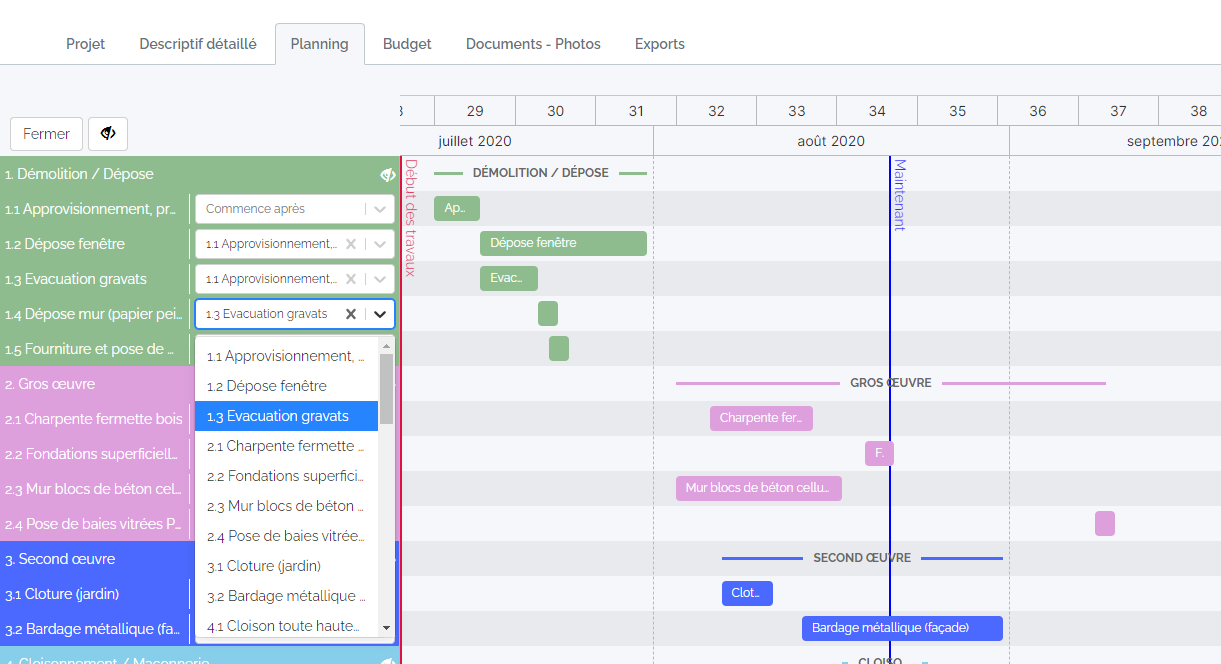 Projet Descriptif détaillé Planning Budget Documents - Photos Exports
29 30 31 32 33 34 35 36 37 38
Fermer
juillet 2020 août 2020 septembre 202
1. Démolition / Dépose
DÉMOLITION / DÉPOSE
1.1 Approvisionnement, pr... Commence après
Ap...
1.2 Dépose fenêtre 1.1 Approvisionnement,...
Dépose fenêtre
1.3 Evacuation gravats 1.1 Approvisionnement,...
Evac...
1.4 Dépose mur (papier pei... 1.3 Evacuation gravats
1.5 Fourniture et pose de ...
Début des travaux
Maintenant
1.1 Approvisionnement, ...
1.2 Dépose fenêtre
1.3 Evacuation gravats
2.1 Charpente fermette ...
2.2 Fondations superfici...
2.3 Mur blocs de béton ...
2.4 Pose de baies vitrée...
3.1 Cloture (jardin)
3.2 Bardage métallique ...
4.1 Cloison toute haute...
2. Gros œuvre
GROS ŒUVRE
2.1 Charpente fermette bois
Charpente fer...
2.2 Fondations superficiell...
F.
2.3 Mur blocs de béton cel...
Mur blocs de béton cellu...
2.4 Pose de baies vitrées P...
3. Second œuvre
SECOND ŒUVRE
3.1 Cloture (jardin)
Clot...
3.2 Bardage métallique (fa...
Bardage métallique (façade)
4. Cloisonnement / Maçonnerie
CLOISO